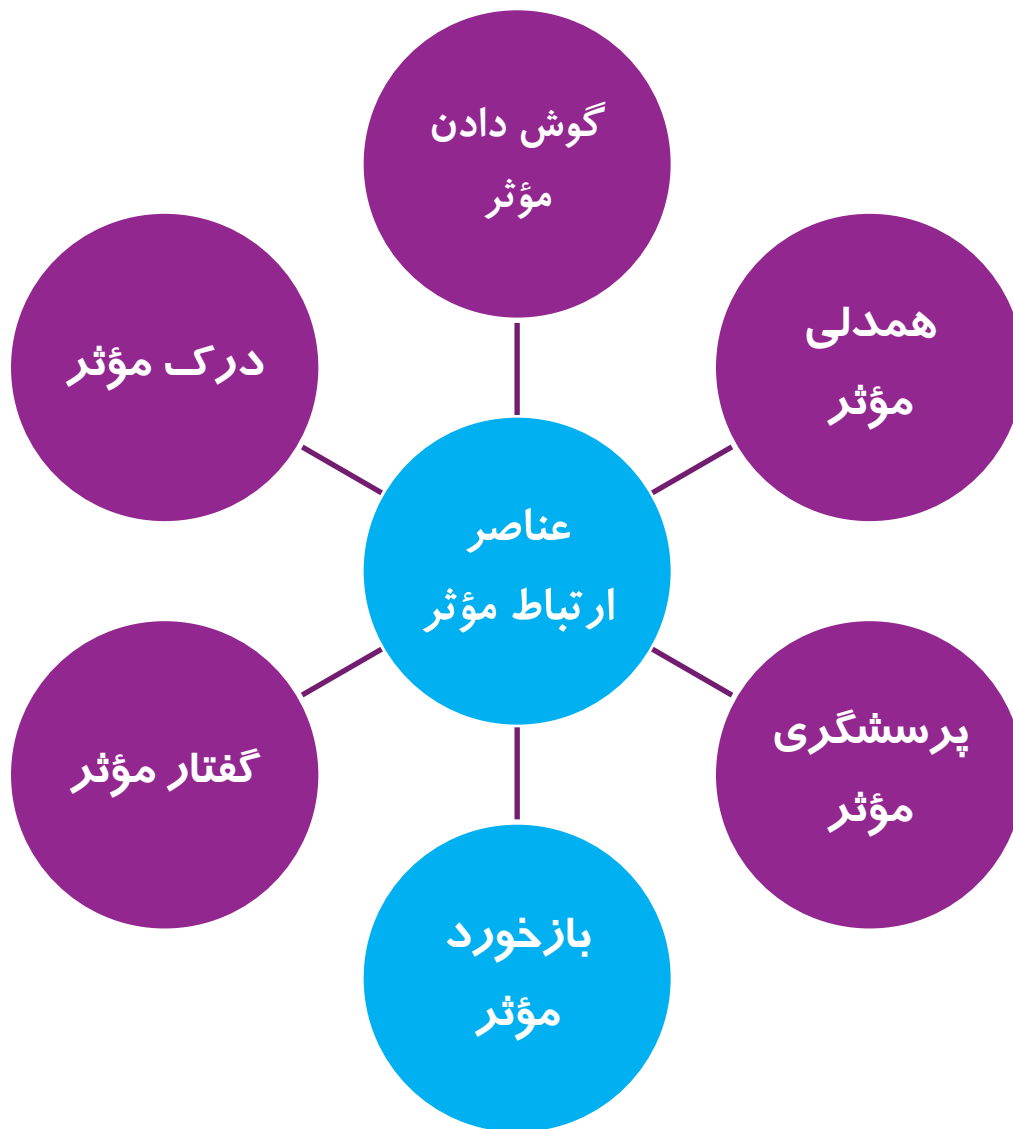 گوش دادن
مؤثر
همدلی
مؤثر
درک مؤثر
عناصر
ارتباط مؤثر
پرسشگری
مؤثر
گفتار مؤثر
بازخورد
مؤثر